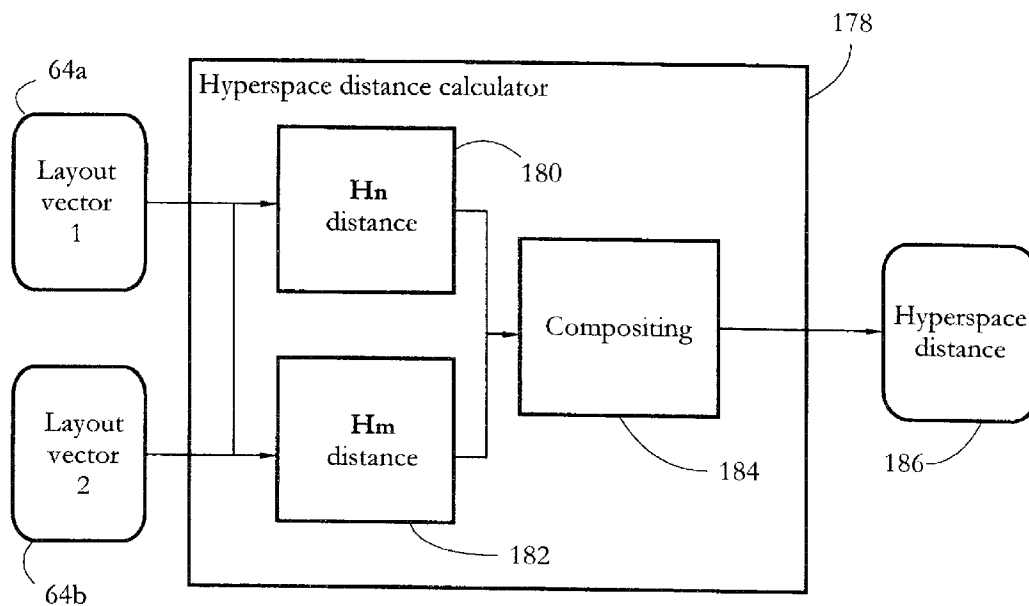 178
64a
Hyperspace distance calculator
Layout
vector
1
Hn
distance
180
Compositing
Hyperspace
distance
Layout
vector
2
Hm
distance
184
186
182
64b